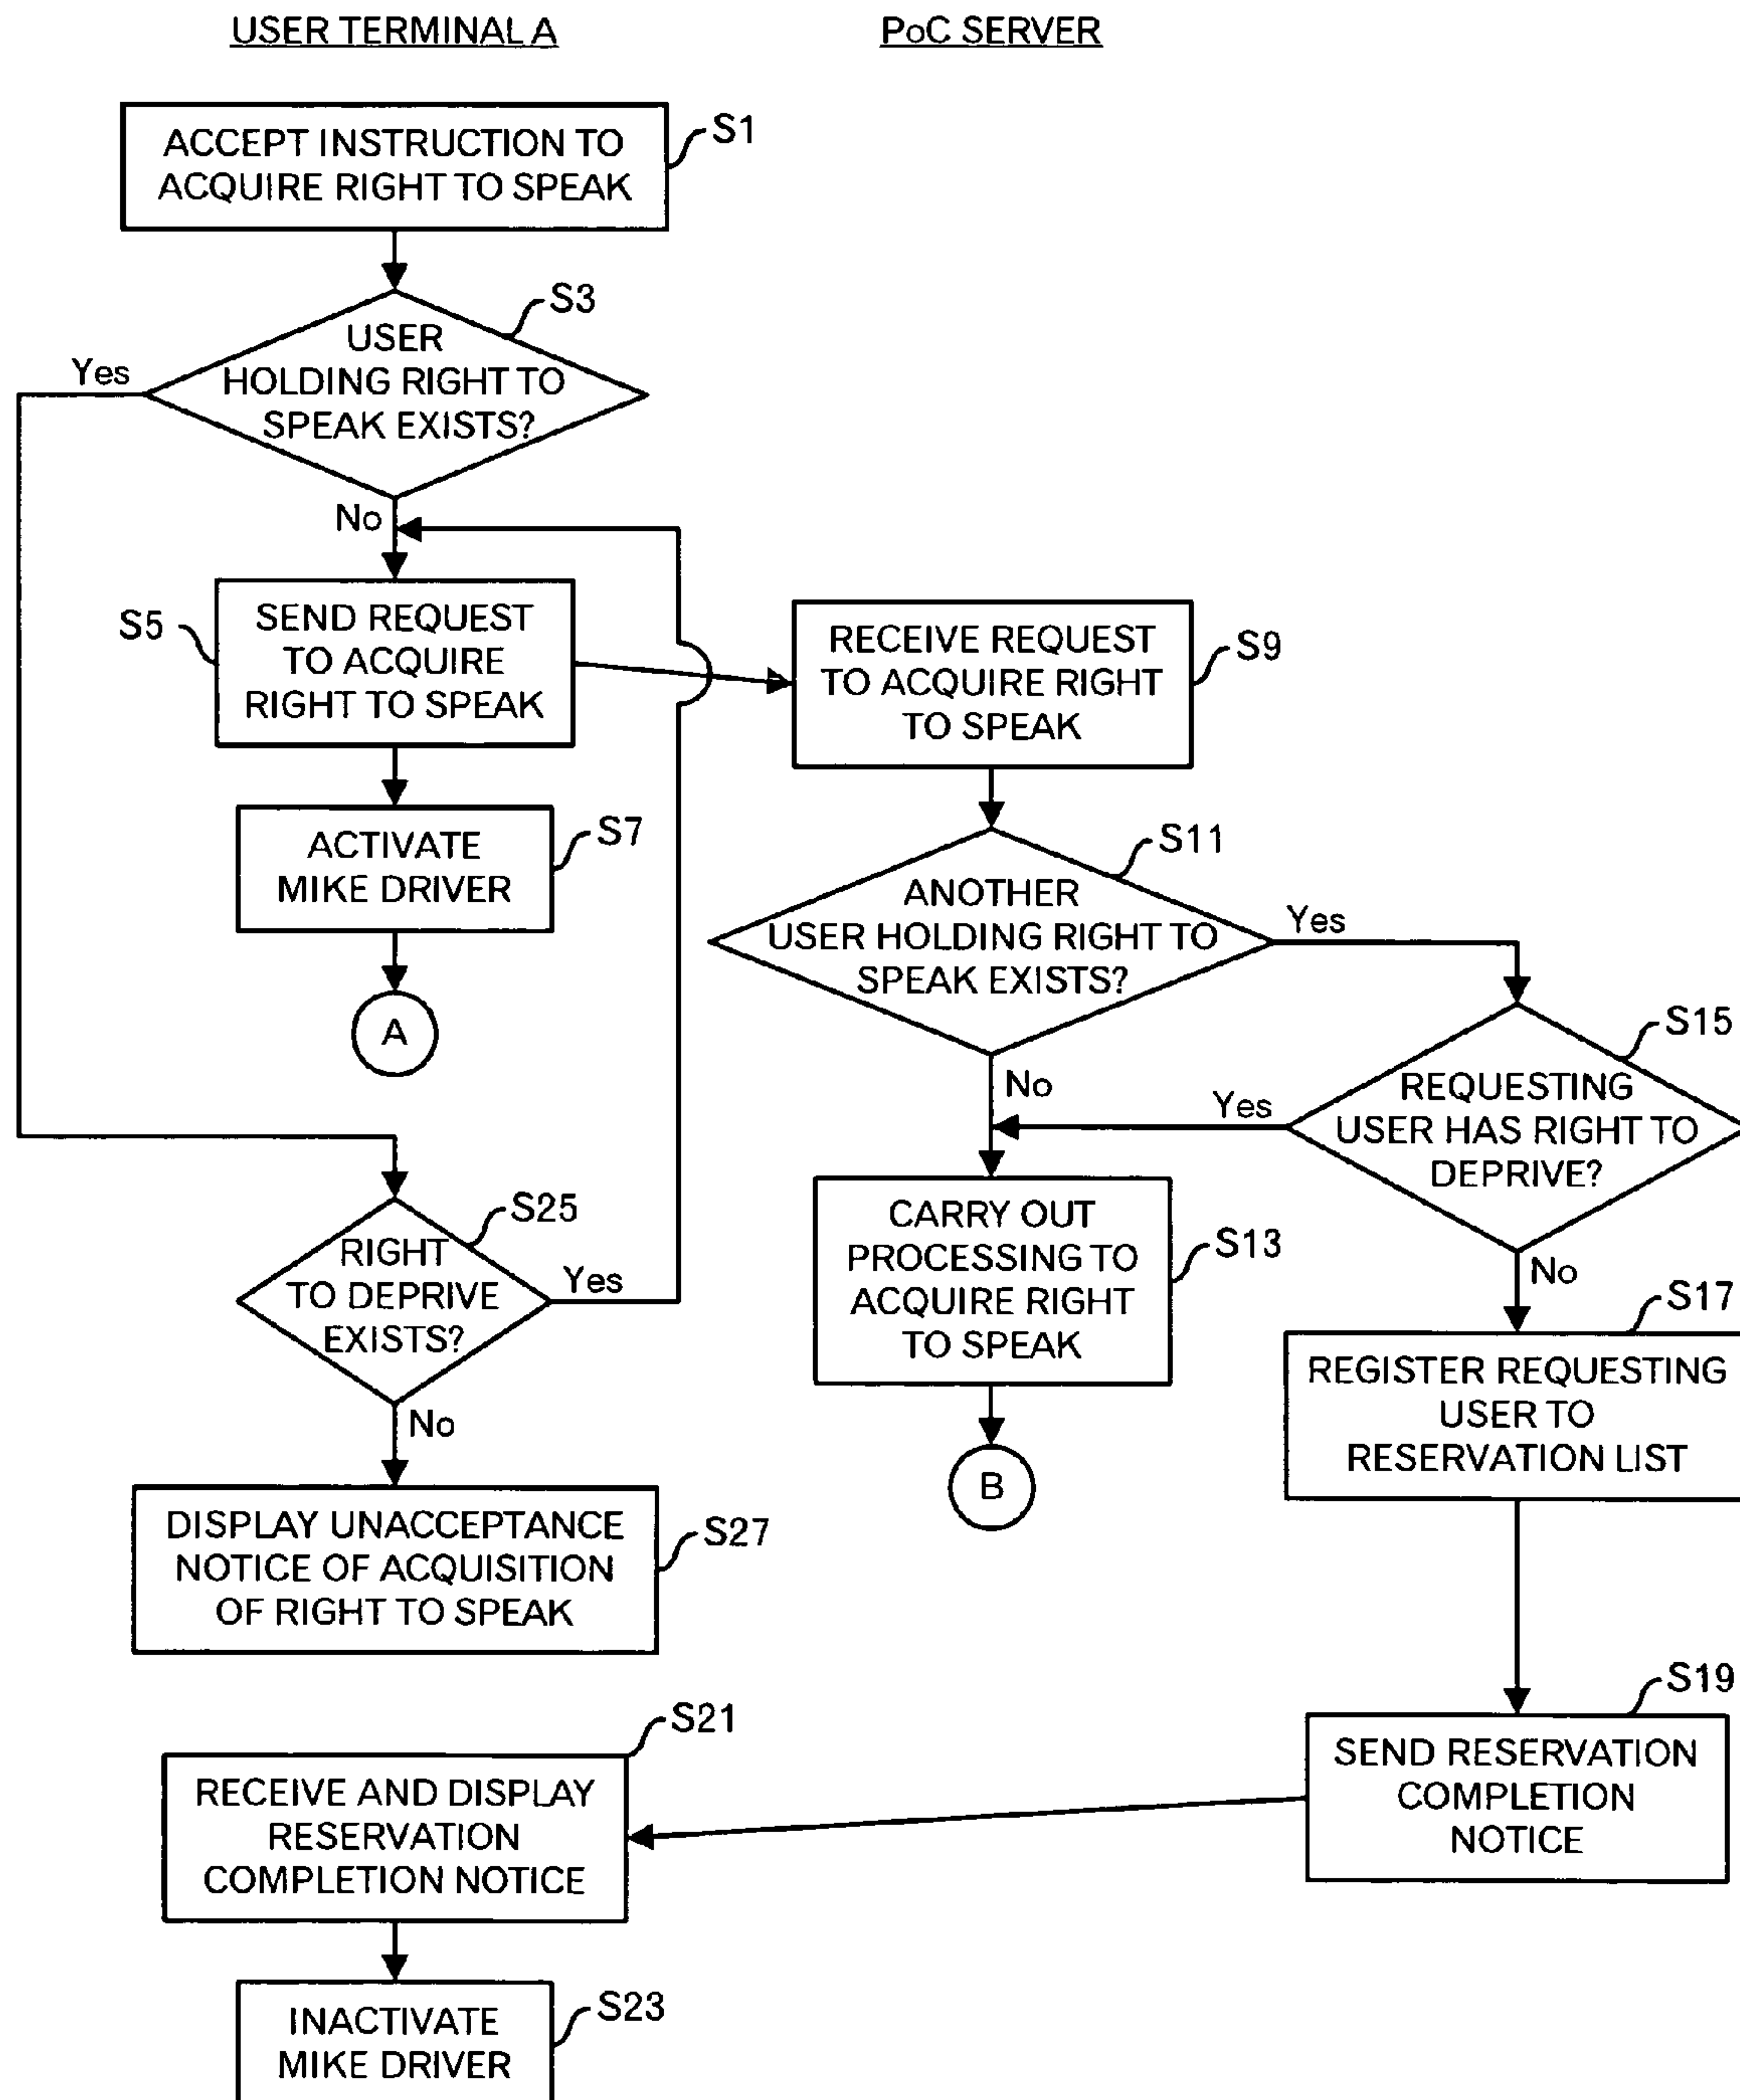 USER TERMINAL A
PoC SERVER
ACCEPT INSTRUCTION TO
ACQUIRE RIGHT TO SPEAK
S1
USER
HOLDING RIGHT TO
SPEAK EXISTS?
S3
Yes
No
SEND REQUEST
TO ACQUIRE
RIGHT TO SPEAK
S5
RECEIVE REQUEST
TO ACQUIRE RIGHT
TO SPEAK
S9
ACTIVATE
MIKE DRIVER
S7
A
ANOTHER
USER HOLDING RIGHT TO
SPEAK EXISTS?
S11
Yes
No
REQUESTING
USER HAS RIGHT TO
DEPRIVE?
S15
Yes
No
CARRY OUT
PROCESSING TO
ACQUIRE RIGHT
TO SPEAK
S13
B
RIGHT
TO DEPRIVE
EXISTS?
S25
Yes
No
REGISTER REQUESTING
USER TO
RESERVATION LIST
S17
DISPLAY UNACCEPTANCE
NOTICE OF ACQUISITION
OF RIGHT TO SPEAK
S27
SEND RESERVATION
COMPLETION
NOTICE
S19
RECEIVE AND DISPLAY
RESERVATION
COMPLETION NOTICE
S21
INACTIVATE
MIKE DRIVER
S23